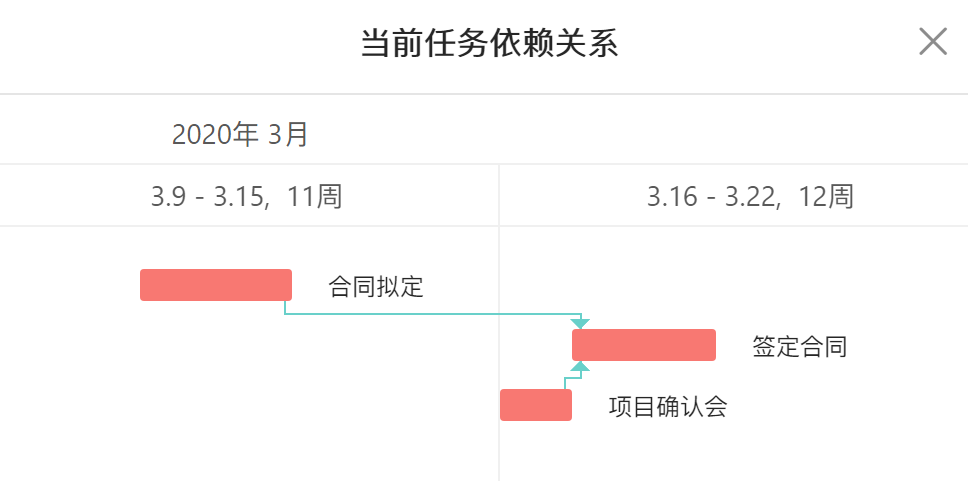 当前任务依赖关系
2020年 3月
3.9 - 3.15, 11周
3.16 - 3.22, 12周
合同拟定
签定合同
项目确认会